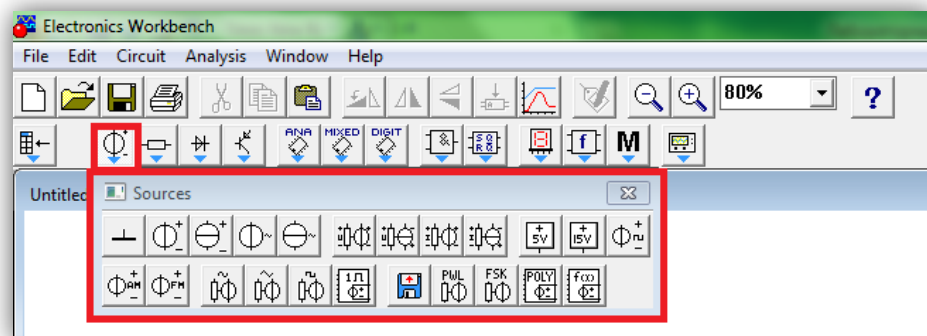 Electronics Workbench
File Edit Circuit Analysis Window Help
80% ?
ANA MIXED DIGIT & f M
Untitled
Sources
+ + ~ ~ 5V 15V +
AM FM PWL FSK POLY